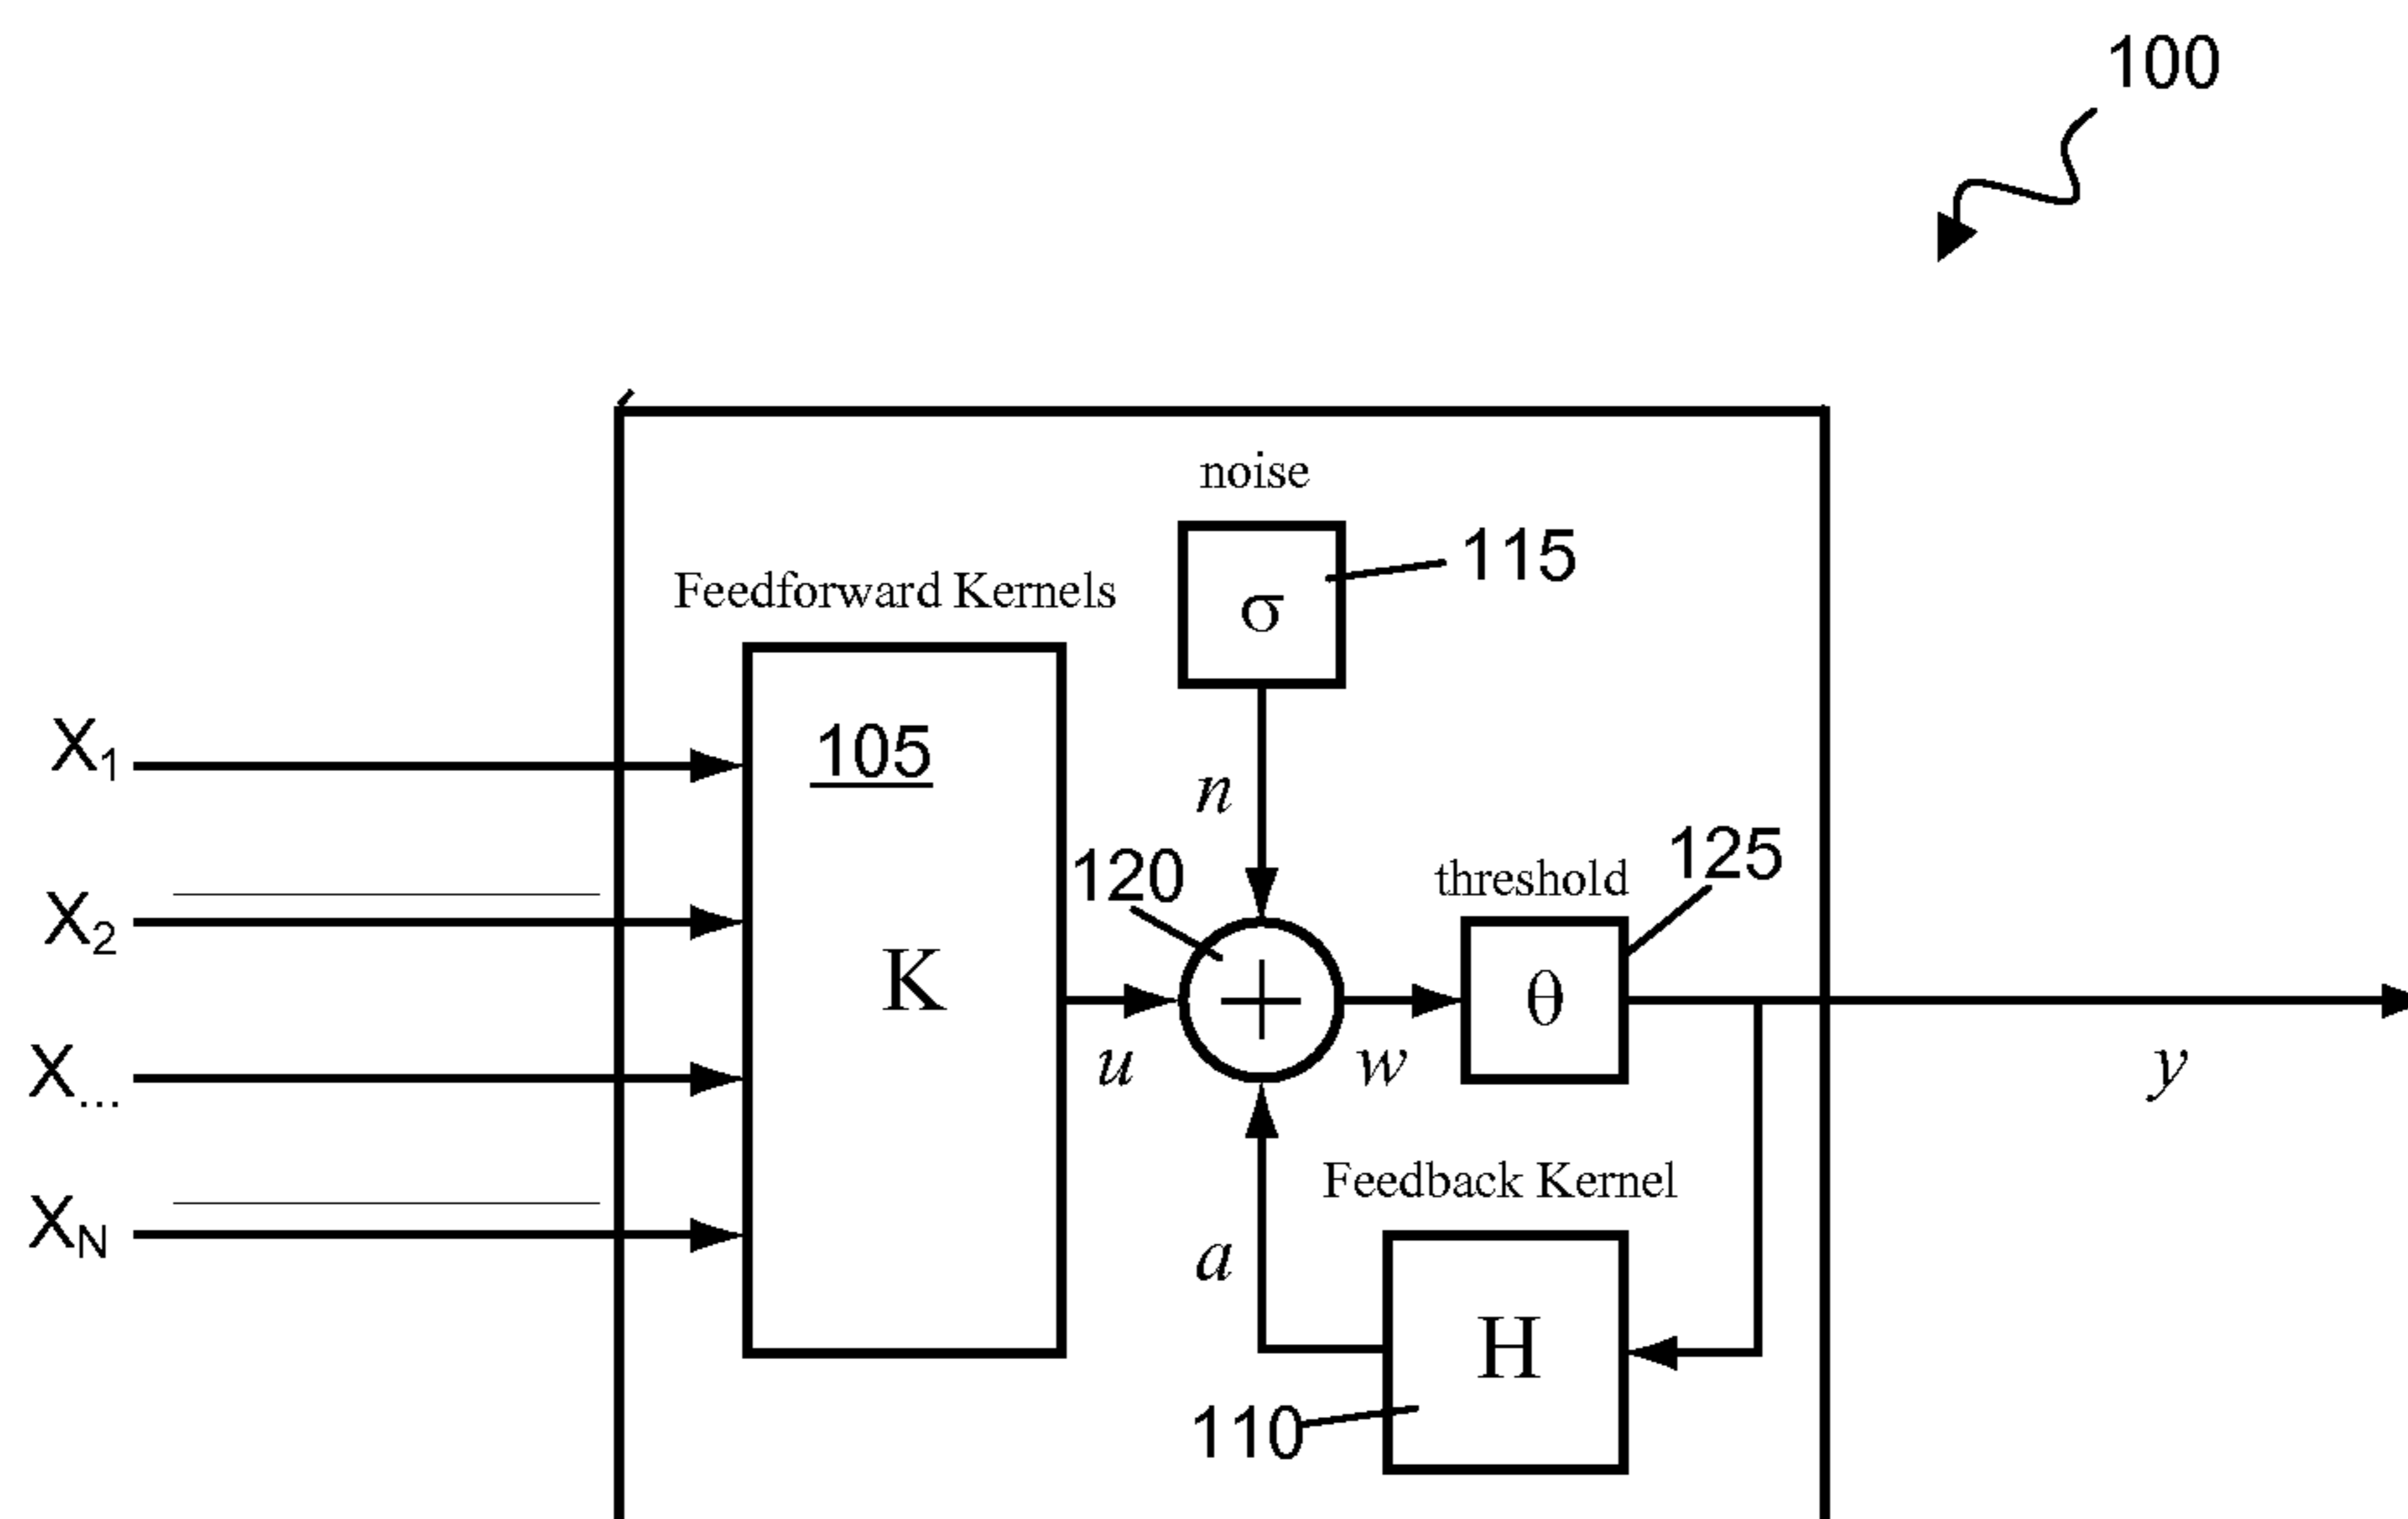 100
noise
σ
115
Feedforward Kernels
105
K
X1
X2
X...
XN
n
120
u
w
threshold
125
θ
y
Feedback Kernel
a
H
110